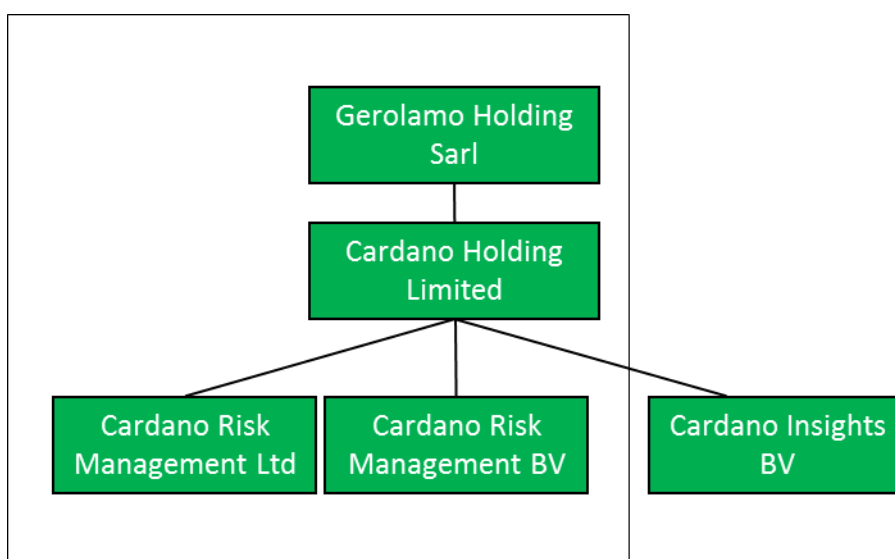 Gerolamo Holding
Sarl
Cardano Holding
Limited
Cardano Risk
Management Ltd
Cardano Risk
Management BV
Cardano Insights
BV